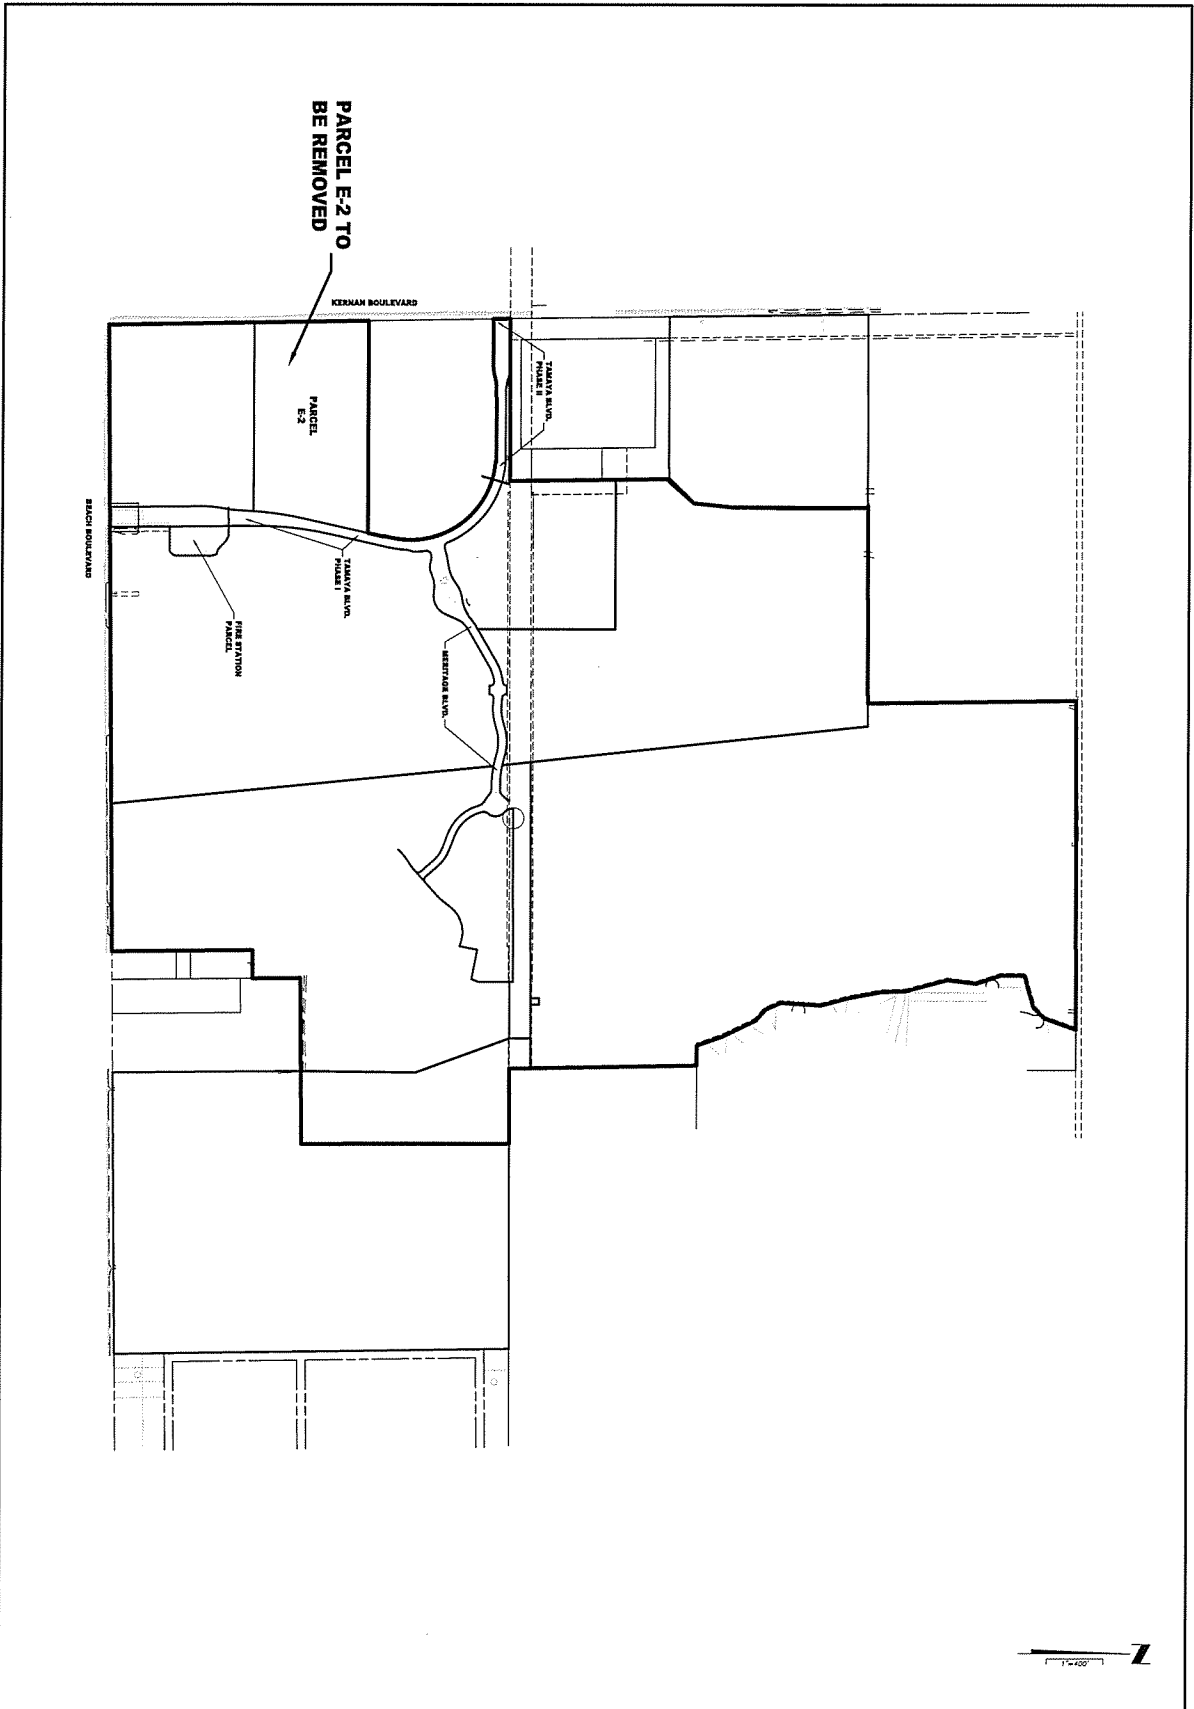 PARCEL E-2 TO
BE REMOVED
KERNAN BOULEVARD
TAMAYA BLVD.
PHASE II
PARCEL
E-2
BEACH BOULEVARD
TAMAYA BLVD.
PHASE I
FIRE STATION
PARCEL
MERITAGE BLVD.
Z
1"=400'